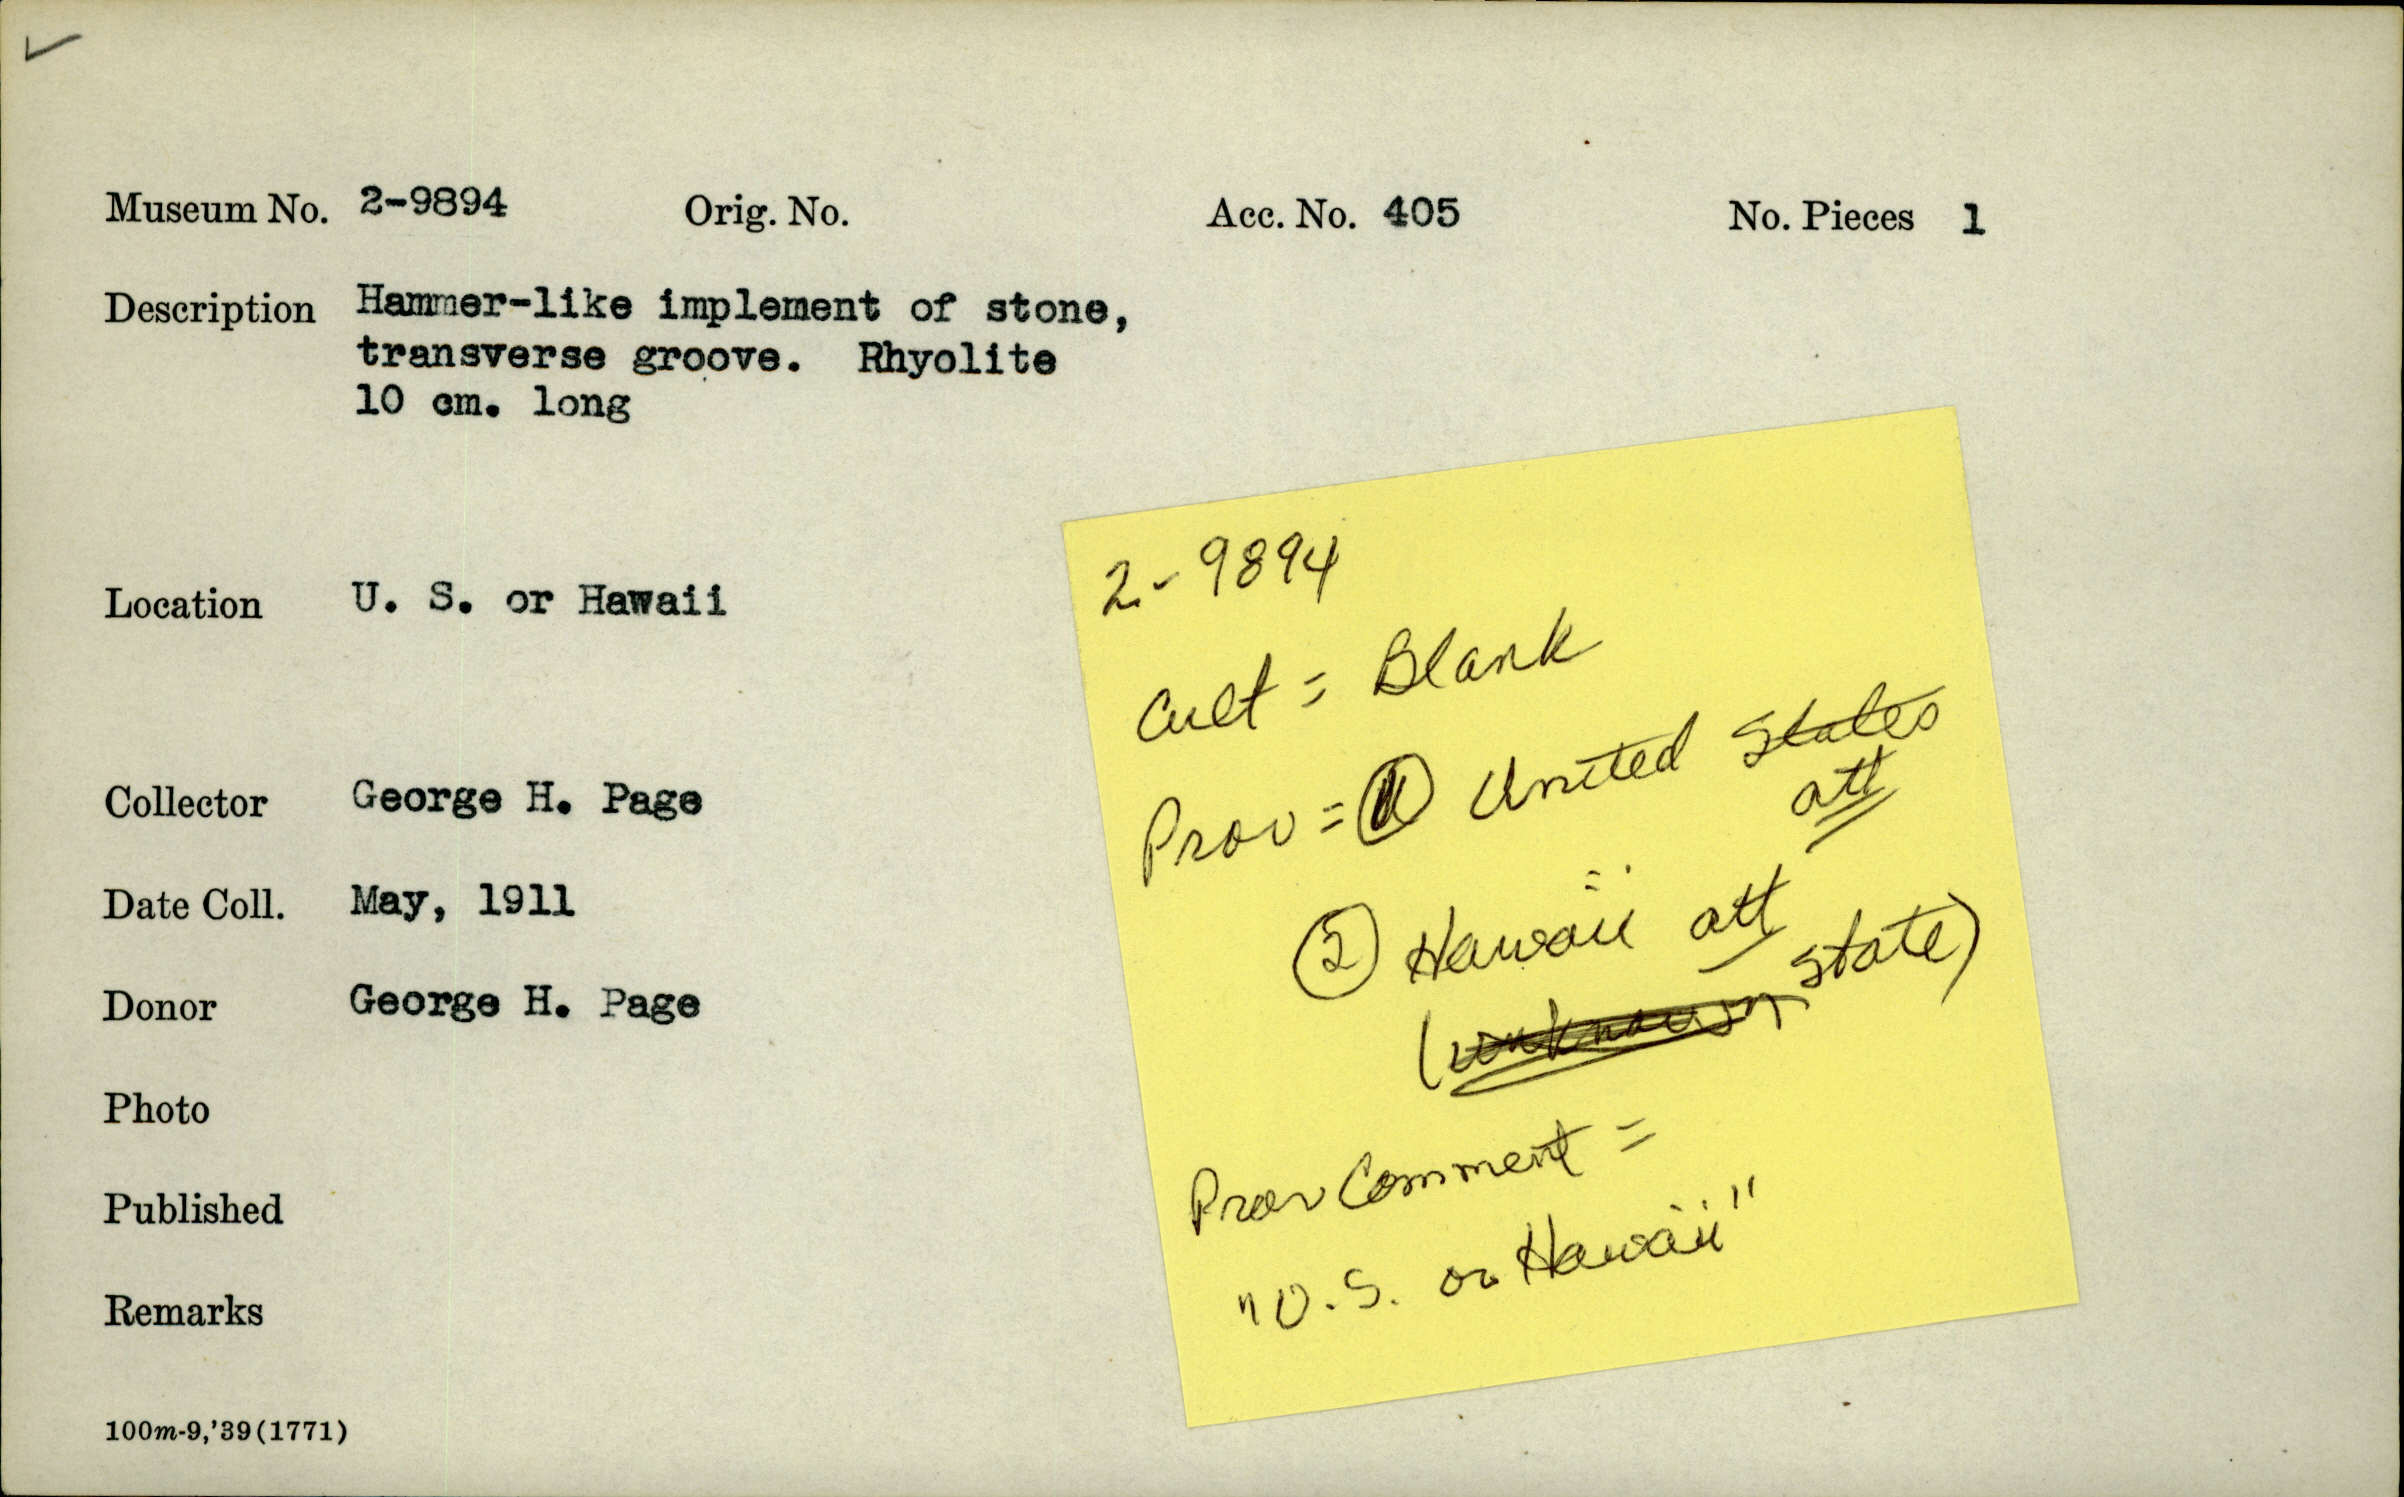 Museum No. 2-9894 Orig. No. Acc. No. 405 No. Pieces 1
Description Hammer-like implement of stone,
transverse groove. Rhyolite
10 cm. long
Location U. S. or Hawaii
Collector George H. Page
Date Coll. May, 1911
Donor George H. Page
Photo
Published
Remarks
100m-9,'39(1771)
2-9894
Cult = Blank
Prov = 1 United States
att
2 Hawaii att
(unknown state)
Prov Comment =
"U.S. or Hawaii"